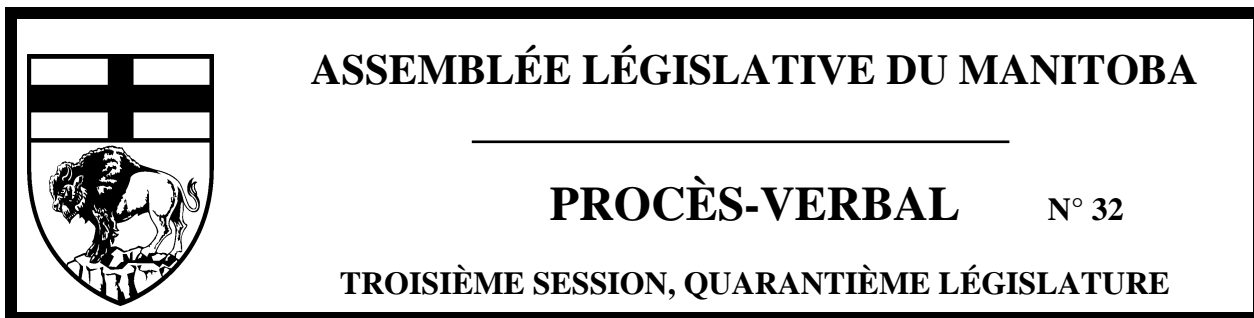 ASSEMBLÉE LÉGISLATIVE DU MANITOBA
PROCÈS-VERBAL N° 32
TROISIÈME SESSION, QUARANTIÈME LÉGISLATURE